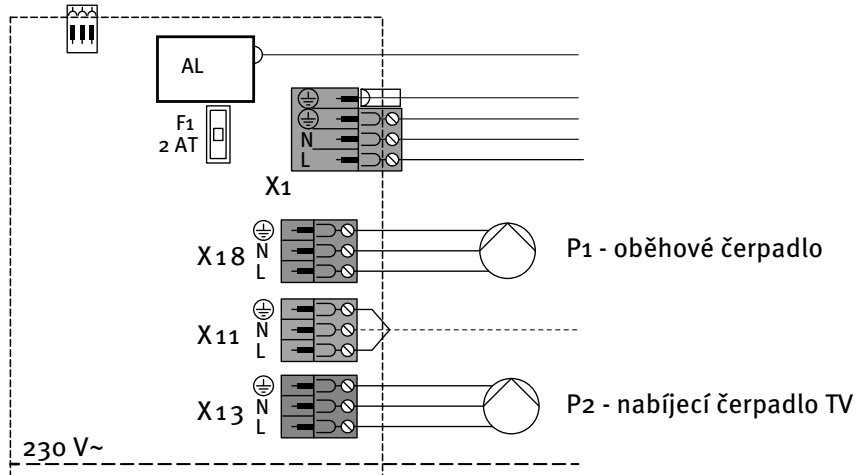 AL
F1
2 AT
N
L
X1
X18
N
L
P1 - oběhové čerpadlo
X11
N
L
X13
N
L
P2 - nabíjecí čerpadlo TV
230 V~